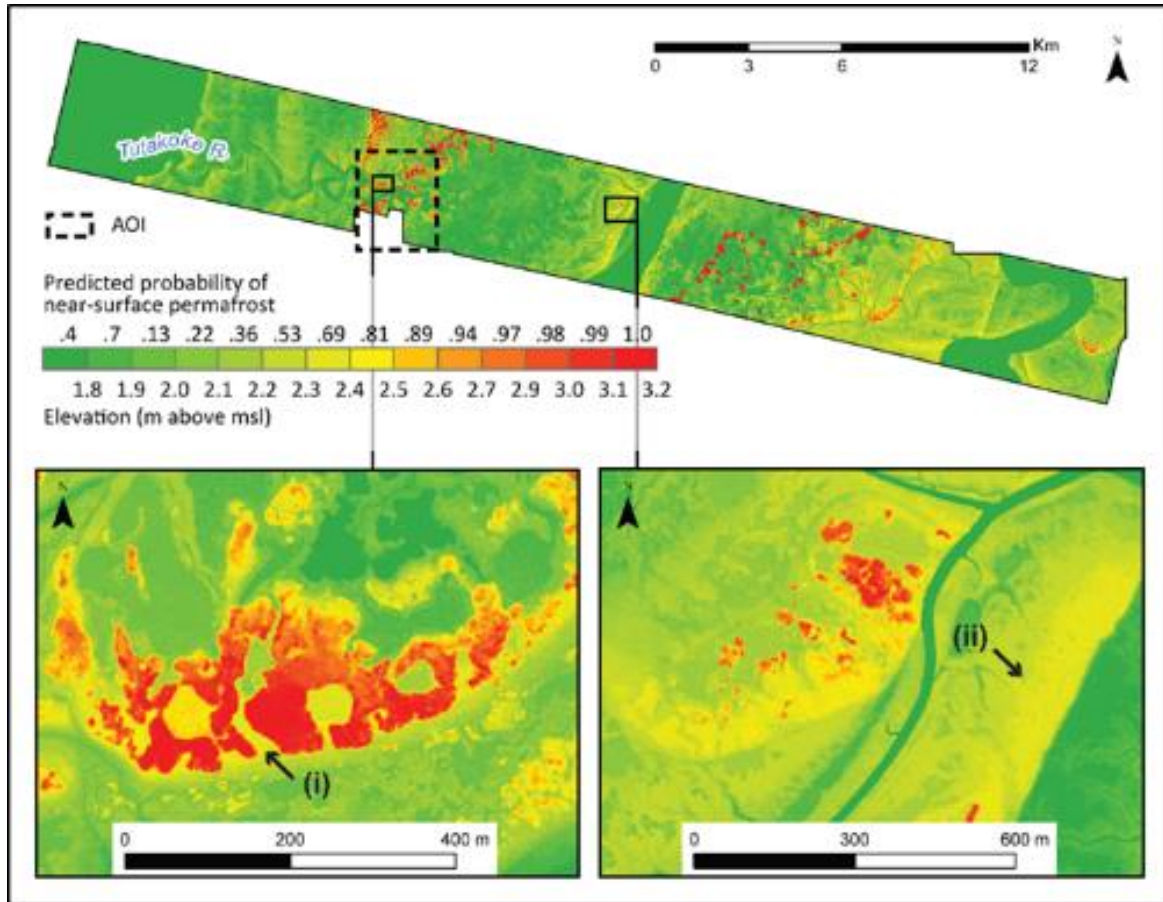 Km
0 3 6 12
N
Tutakoke R.
AOI
Predicted probability of
near-surface permafrost
.4 .7 .13 .22 .36 .53 .69 .81 .89 .94 .97 .98 .99 1.0
1.8 1.9 2.0 2.1 2.2 2.3 2.4 2.5 2.6 2.7 2.9 3.0 3.1 3.2
Elevation (m above msl)
N
(i)
0 200 400 m
N
(ii)
0 300 600 m